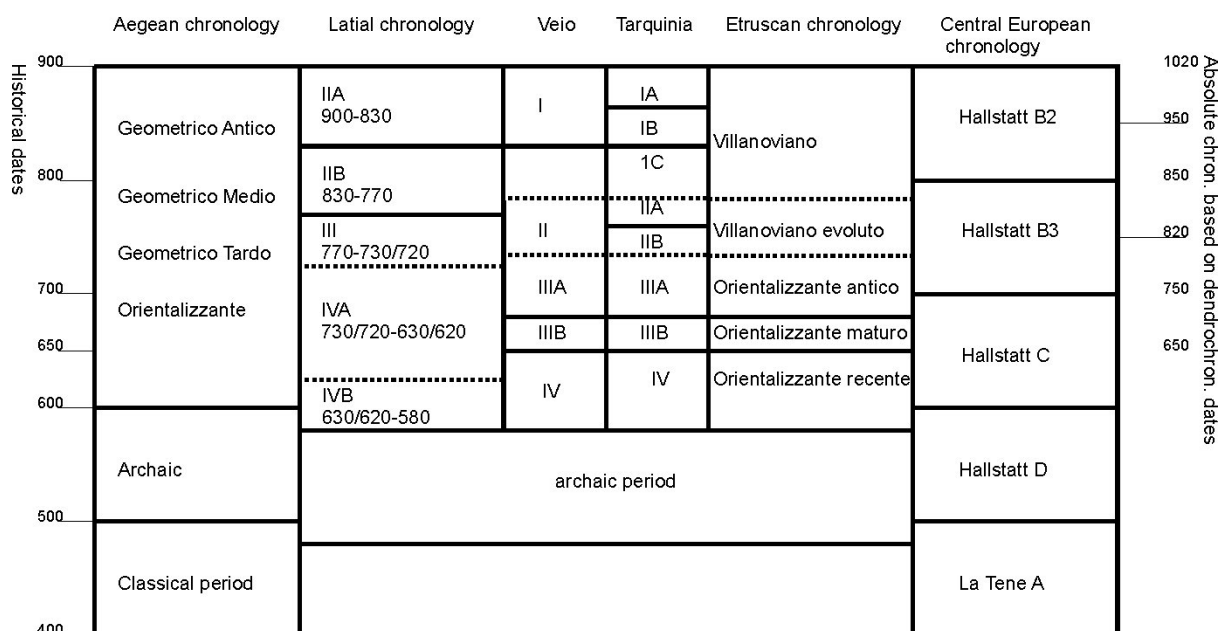 Aegean chronology
Latial chronology
Veio
Tarquinia
Etruscan chronology
Central European
chronology
Historical dates
900
800
700
650
600
500
400
Geometrico Antico
Geometrico Medio
Geometrico Tardo
Orientalizzante
Archaic
Classical period
IIA
900-830
IIB
830-770
III
770-730/720
IVA
730/720-630/620
IVB
630/620-580
I
II
IIIA
IIIB
IV
IA
IB
1C
IIA
IIB
IIIA
IIIB
IV
Villanoviano
Villanoviano evoluto
Orientalizzante antico
Orientalizzante maturo
Orientalizzante recente
archaic period
Hallstatt B2
Hallstatt B3
Hallstatt C
Hallstatt D
La Tene A
1020
950
850
820
750
650
Absolute chron. based on dendrochron. dates